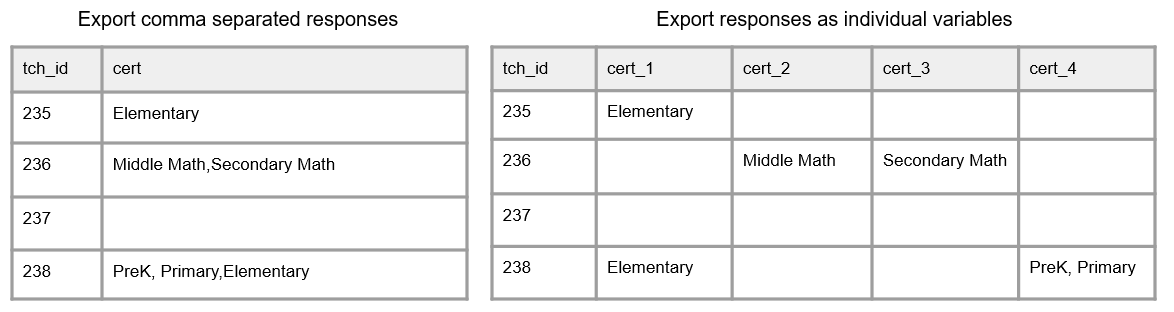 Export comma separated responses
tch_id cert
235 Elementary
236 Middle Math,Secondary Math
237
238 PreK, Primary,Elementary
Export responses as individual variables
tch_id cert_1 cert_2 cert_3 cert_4
235 Elementary
236 Middle Math Secondary Math
237
238 Elementary PreK, Primary